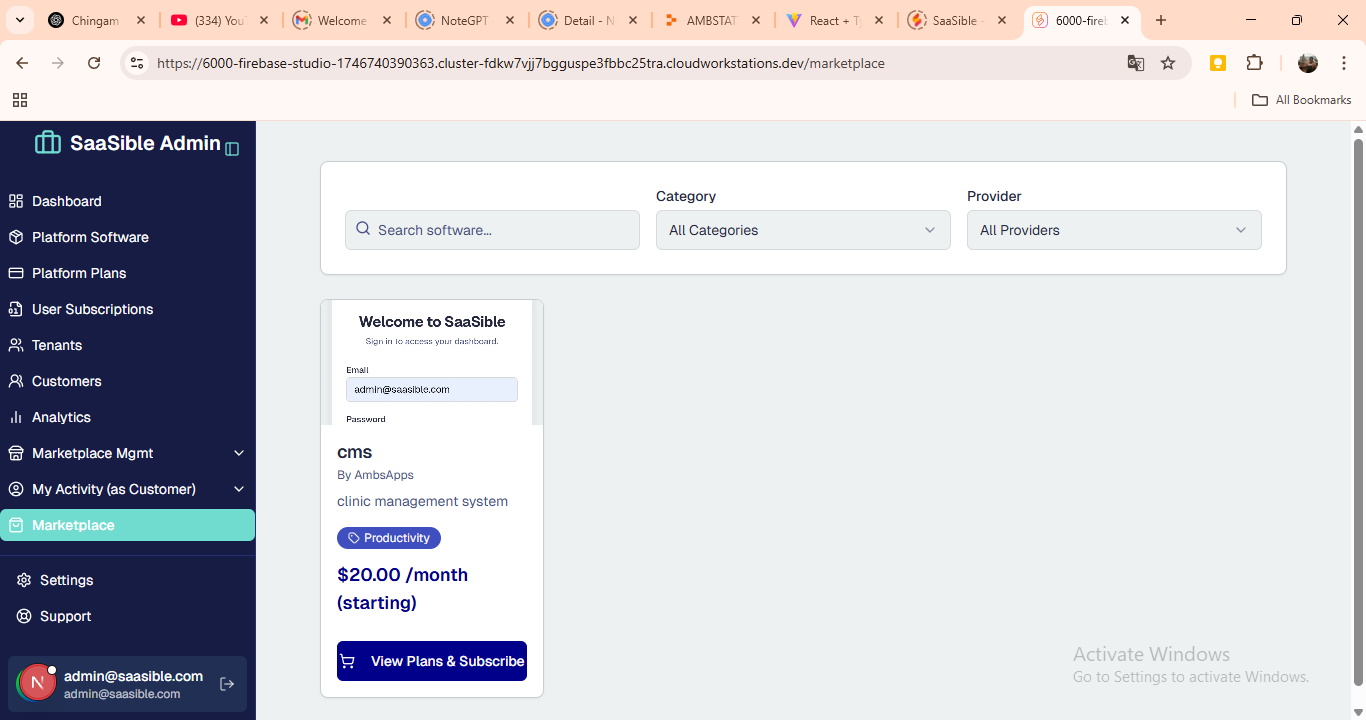 Chingam
(334) YouT
Welcome
NoteGPT -
Detail - N
AMBSTAT
React + Ty
SaaSible -
6000-fireb
https://6000-firebase-studio-1746740390363.cluster-fdkw7vjj7bgguspe3fbbc25tra.cloudworkstations.dev/marketplace
All Bookmarks
SaaSible Admin
Dashboard
Platform Software
Platform Plans
User Subscriptions
Tenants
Customers
Analytics
Marketplace Mgmt
My Activity (as Customer)
Marketplace
Settings
Support
N
admin@saasible.com
admin@saasible.com
Category
Provider
Search software...
All Categories
All Providers
Welcome to SaaSible
Sign in to access your dashboard.
Email
admin@saasible.com
Password
cms
By AmbsApps
clinic management system
Productivity
$20.00 /month
(starting)
View Plans & Subscribe
Activate Windows
Go to Settings to activate Windows.